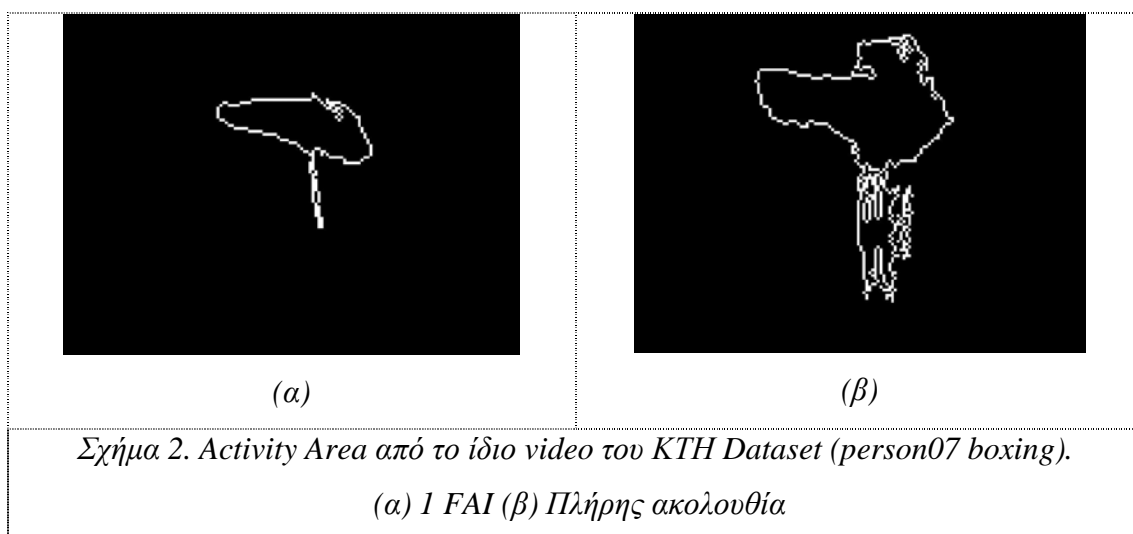 (α)
(β)
Σχήμα 2. Activity Area από το ίδιο video του KTH Dataset (person07 boxing).
(α) 1 FAI (β) Πλήρης ακολουθία